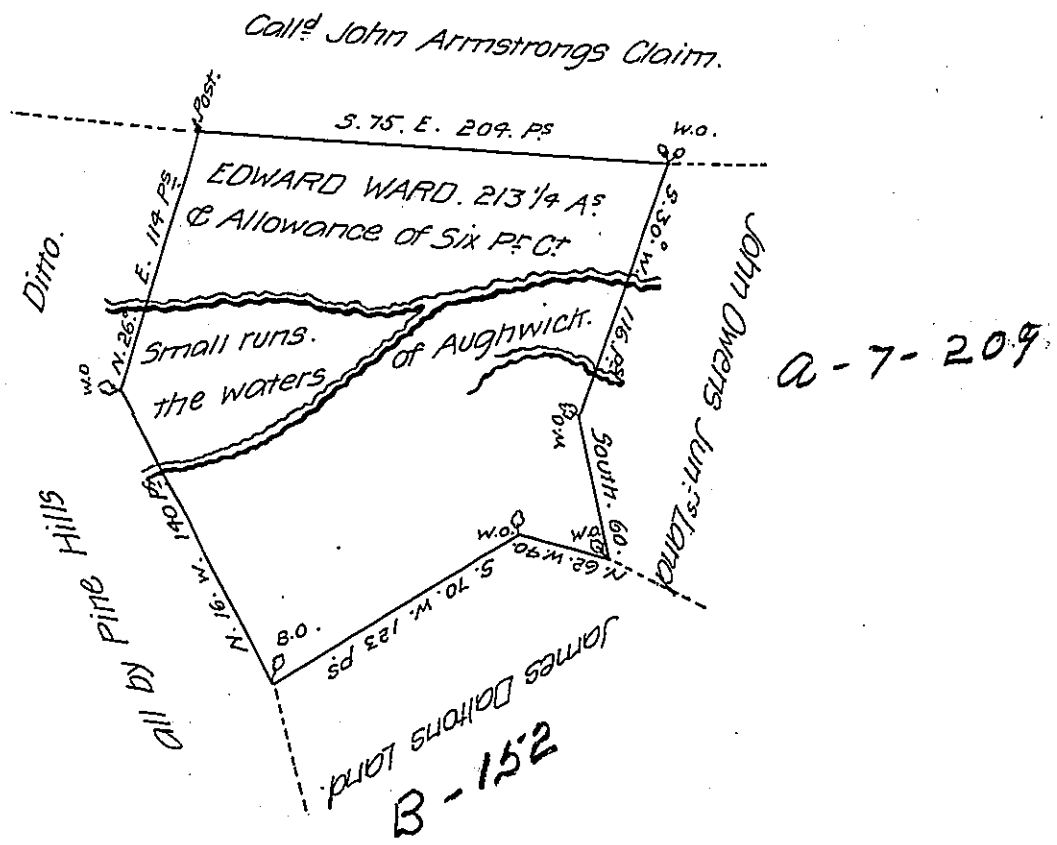 Call^d John Armstrongs Claim.
Post.
S. 75. E. 204. P^s
W.O.
EDWARD WARD. 213 1/4 A^s
& Allowance of Six P^r C^t
N. 26° E. 114 P^s.
S. 30°. W. 116 P^s
Ditto.
John Owens Jun^rs Land
Small runs.
of Aughwick.
the waters
a - 7 - 209
W.O
W.O.
South. 60.
all by Pine Hills
N. 16. W. 140 P^s
W.O.
W.O.
N. 62. W. 40.
S. 70. W. 123 P^s
B.O.
James Daltons Land.
B - 152